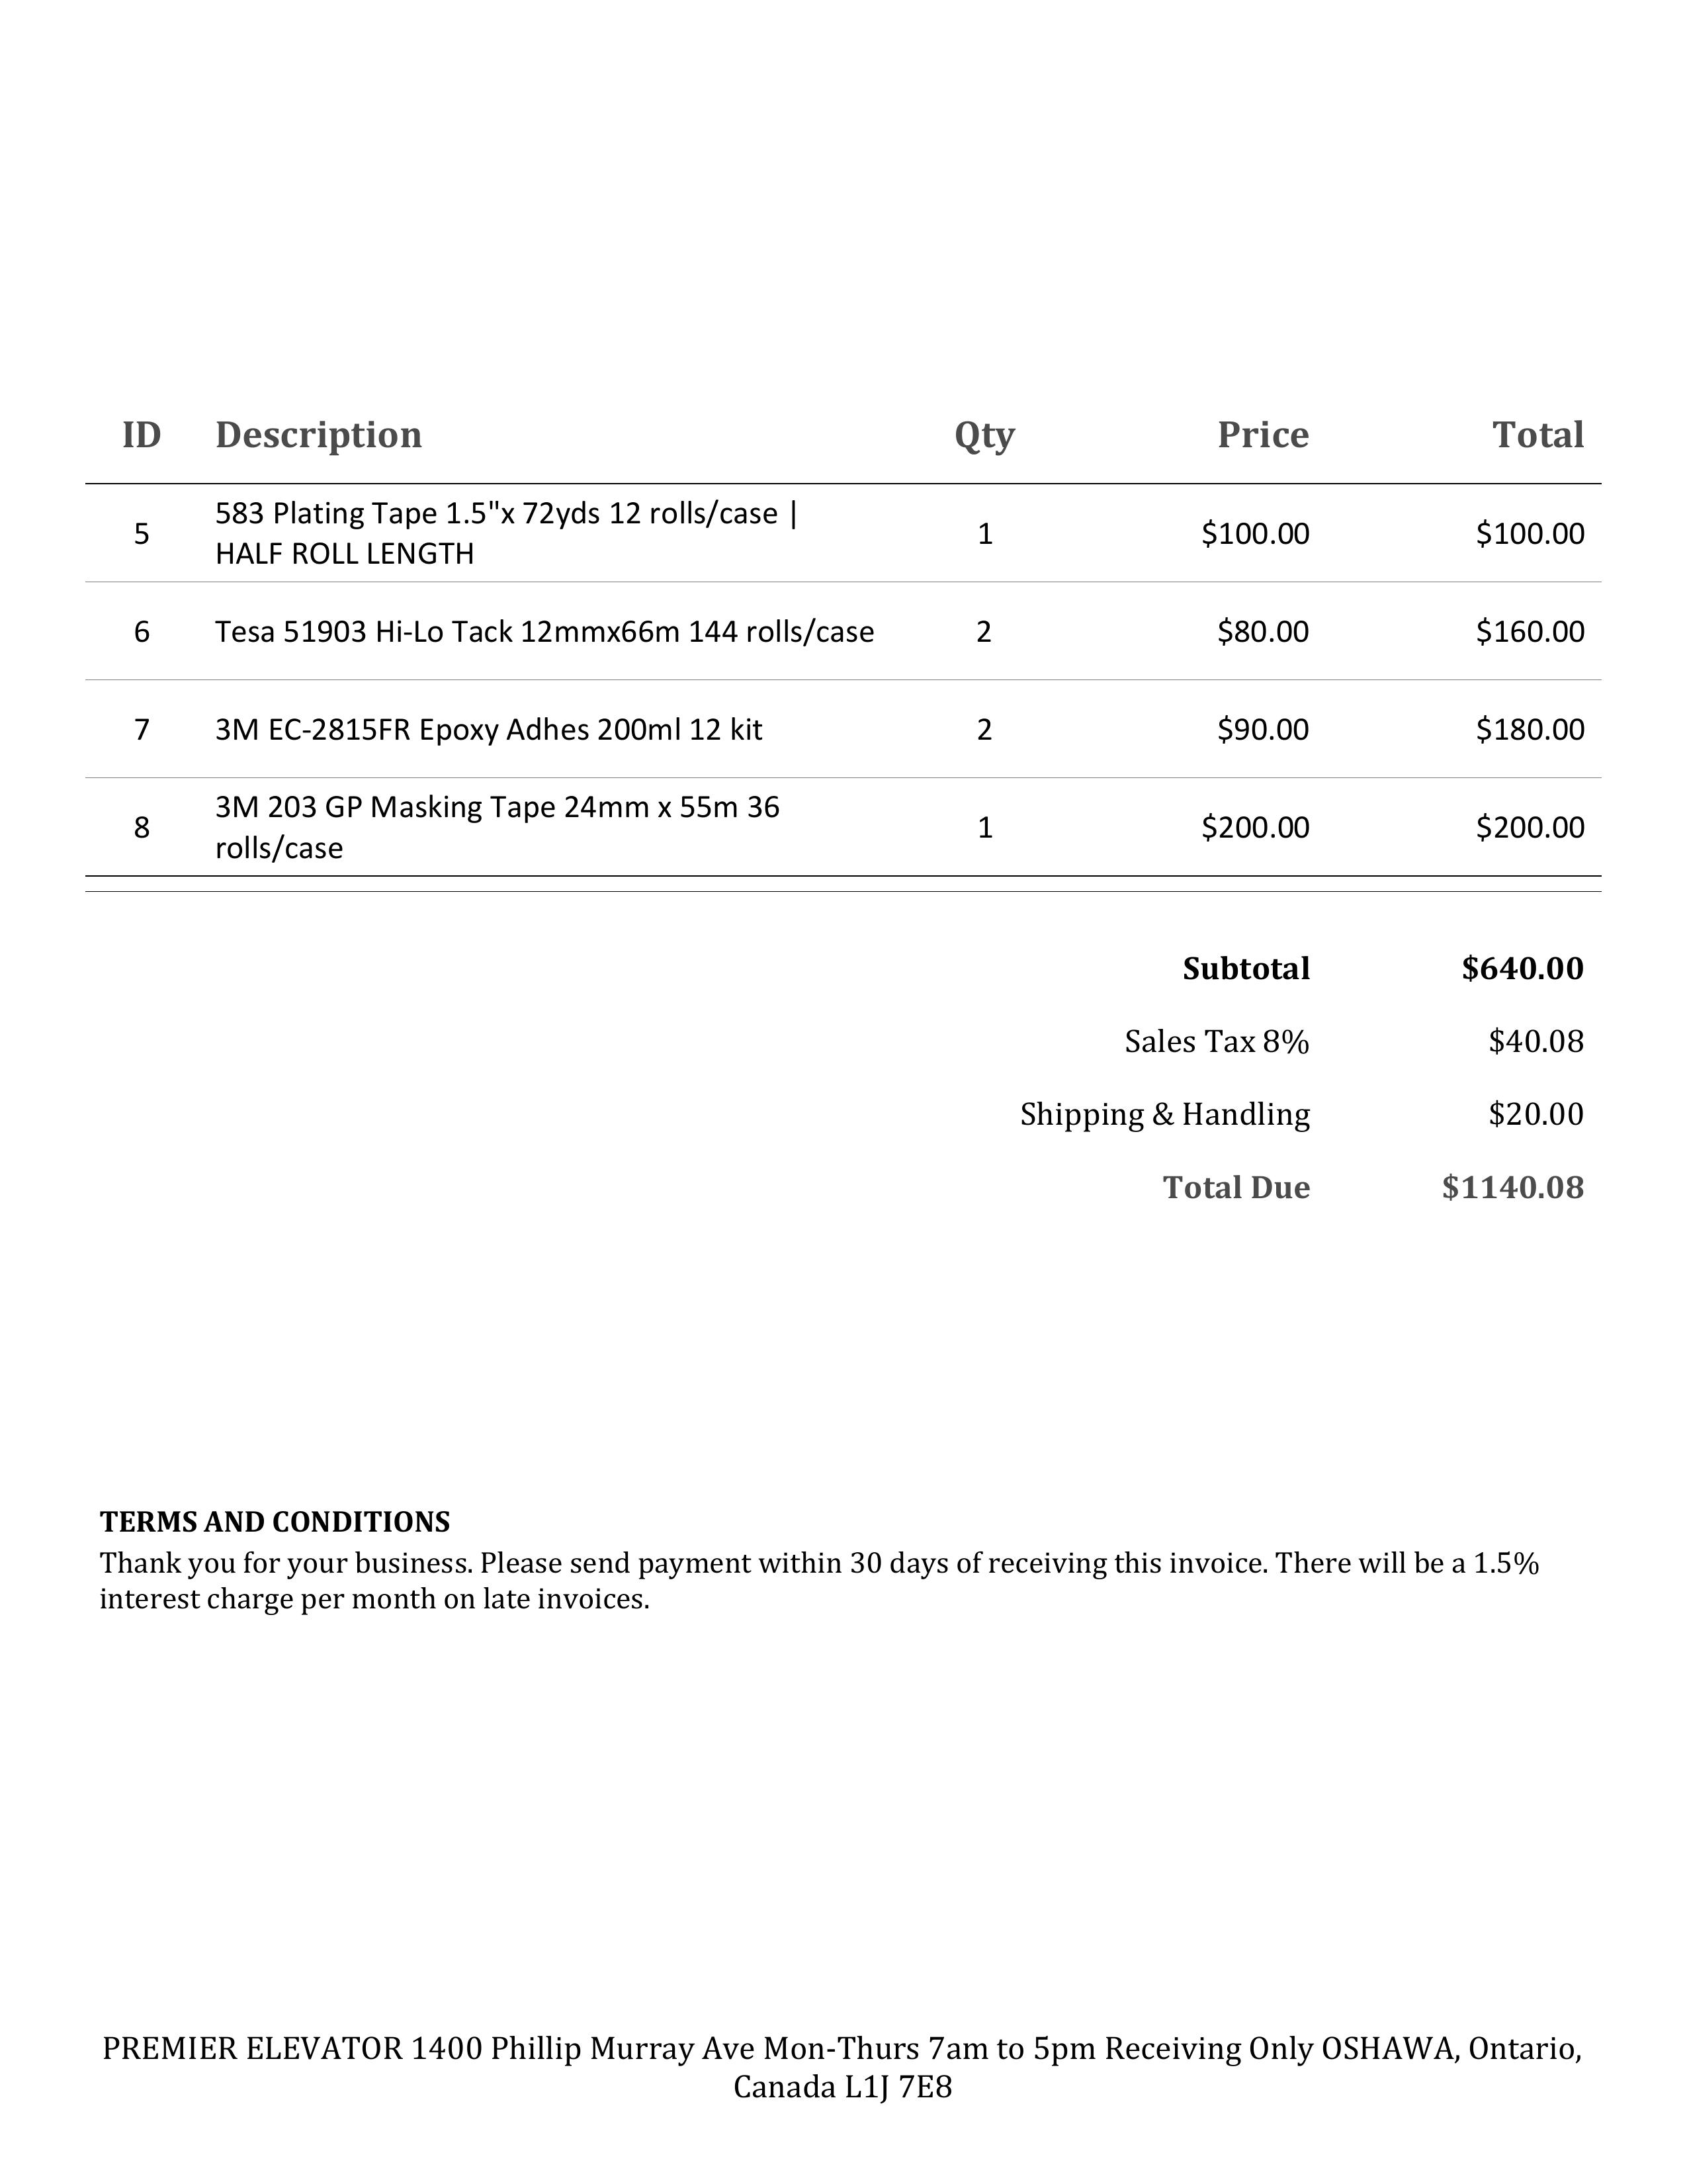 ID Description Qty Price Total
583 Plating Tape 1.5"x 72yds 12 rolls/case |
5 1 $100.00 $100.00
HALF ROLL LENGTH
6 Tesa 51903 Hi-Lo Tack 12mmx66m 144 rolls/case 2 $80.00 $160.00
7 3M EC-2815FR Epoxy Adhes 200ml 12 kit 2 $90.00 $180.00
3M 203 GP Masking Tape 24mm x 55m 36
8 1 $200.00 $200.00
rolls/case
Subtotal $640.00
Sales Tax 8% $40.08
Shipping & Handling $20.00
Total Due $1140.08
TERMS AND CONDITIONS
Thank you for your business. Please send payment within 30 days of receiving this invoice. There will be a 1.5%
interest charge per month on late invoices.
PREMIER ELEVATOR 1400 Phillip Murray Ave Mon-Thurs 7am to 5pm Receiving Only OSHAWA, Ontario,
Canada L1J 7E8